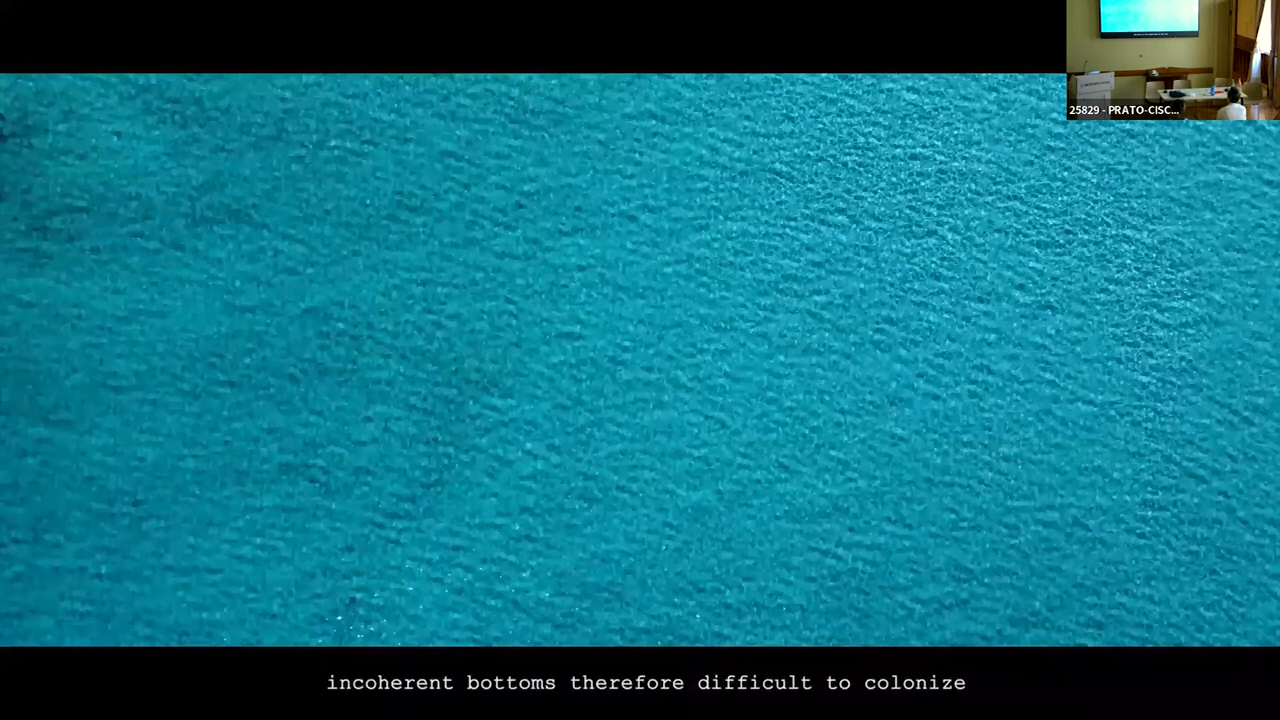 25829 - PRATO-CISC...
incoherent bottoms therefore difficult to colonize